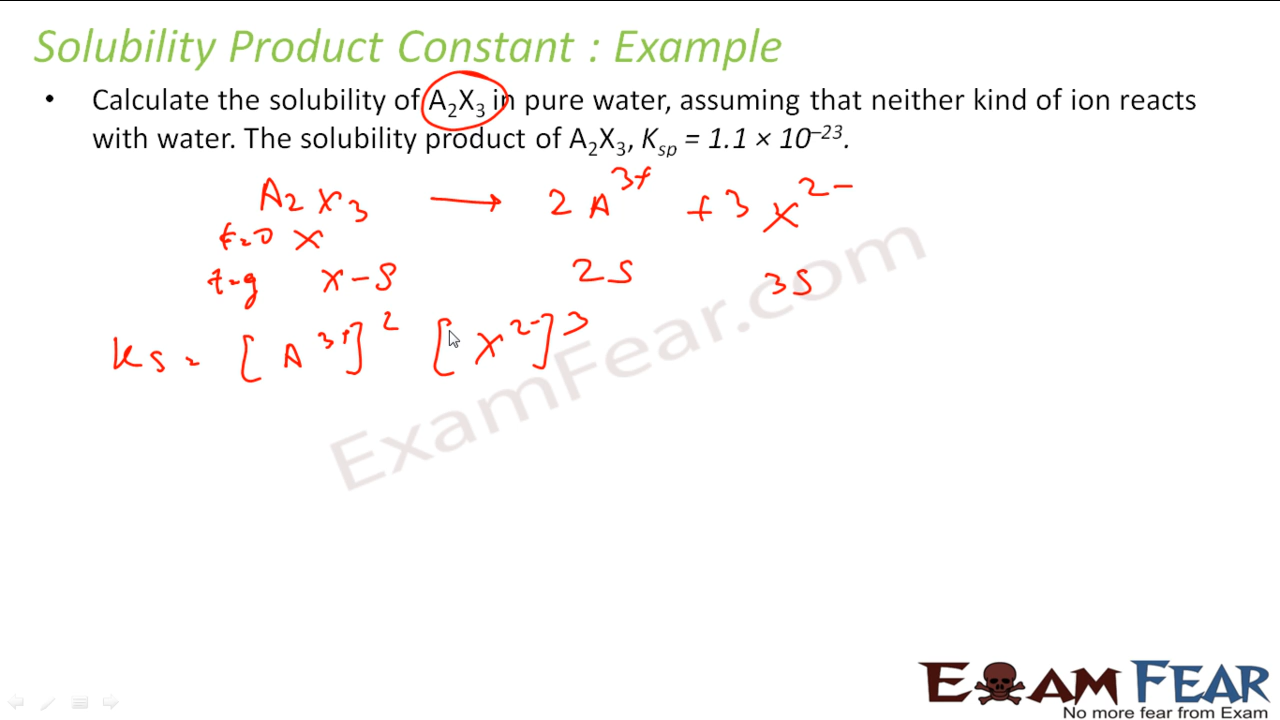 Solubility Product Constant : Example
• Calculate the solubility of A₂X₃ in pure water, assuming that neither kind of ion reacts
with water. The solubility product of A₂X₃, Kₛₚ = 1.1 × 10⁻²³.
A₂X₃ → 2A³⁺ + 3X²⁻
t=0 x
t=g x-S 2S 3S
Ks = [A³⁺]² [X²⁻]³
ExamFear.com
EXAM FEAR
No more fear from Exam